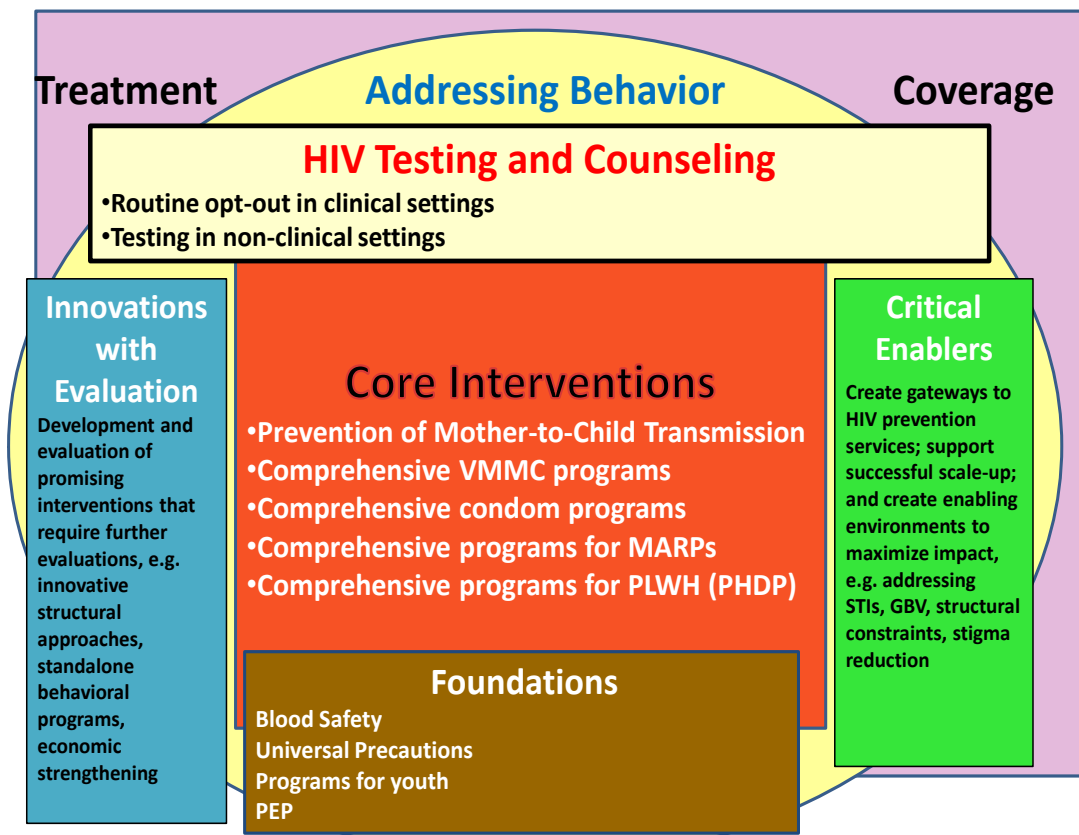 Treatment
Addressing Behavior
Coverage
HIV Testing and Counseling
•Routine opt-out in clinical settings
•Testing in non-clinical settings
Innovations
with
Evaluation
Development and
evaluation of
promising
interventions that
require further
evaluations, e.g.
innovative
structural
approaches,
standalone
behavioral
programs,
economic
strengthening
Core Interventions
•Prevention of Mother-to-Child Transmission
•Comprehensive VMMC programs
•Comprehensive condom programs
•Comprehensive programs for MARPs
•Comprehensive programs for PLWH (PHDP)
Critical
Enablers
Create gateways to
HIV prevention
services; support
successful scale-up;
and create enabling
environments to
maximize impact,
e.g. addressing
STIs, GBV, structural
constraints, stigma
reduction
Foundations
Blood Safety
Universal Precautions
Programs for youth
PEP